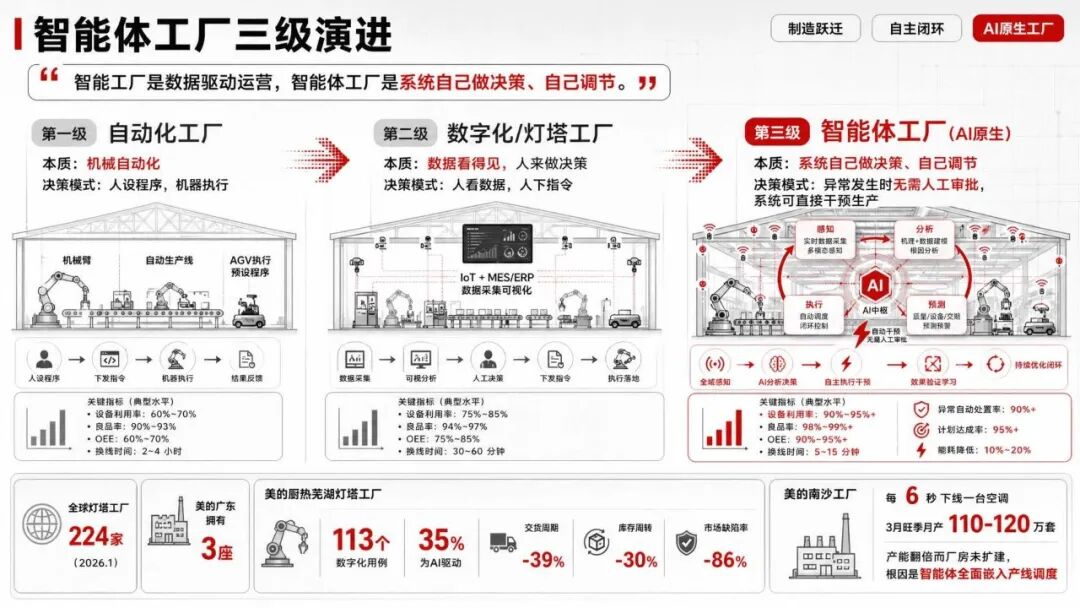 智能体工厂三级演进
制造跃迁
自主闭环
AI原生工厂
“智能工厂是数据驱动运营，智能体工厂是系统自己做决策、自己调节。”
第一级 自动化工厂
本质：机械自动化
决策模式：人设程序，机器执行
机械臂
自动生产线
AGV执行
预设程序
人设程序
下发指令
机器执行
结果反馈
关键指标（典型水平）
• 设备利用率：60%~70%
• 良品率：90%~93%
• OEE：60%~70%
• 换线时间：2~4 小时
第二级 数字化/灯塔工厂
本质：数据看得见，人来做决策
决策模式：人看数据，人下指令
IoT + MES/ERP
数据采集可视化
数据采集
可视分析
人工决策
下发指令
执行落地
关键指标（典型水平）
• 设备利用率：75%~85%
• 良品率：94%~97%
• OEE：75%~85%
• 换线时间：30~60 分钟
第三级 智能体工厂(AI原生)
本质：系统自己做决策、自己调节
决策模式：异常发生时无需人工审批，
系统可直接干预生产
感知
实时数据采集
多模态感知
分析
机理+数据建模
根因分析
AI
AI中枢
执行
自动调度
闭环控制
预测
质量/设备/交期
预测预警
自动干预
无需人工审批
全域感知
AI分析决策
自主执行干预
效果验证学习
持续优化闭环
关键指标（典型水平）
• 设备利用率：90%~95%+
• 良品率：98%~99%+
• OEE：90%~95%+
• 换线时间：5~15 分钟
异常自动处置率：90%+
计划达成率：95%+
能耗降低：10%~20%
全球灯塔工厂
224家
(2026.1)
美的广东
拥有
3座
美的厨热芜湖灯塔工厂
113个
数字化用例
35%
为AI驱动
交货周期
-39%
库存周转
-30%
市场缺陷率
-86%
美的南沙工厂
每 6 秒 下线一台空调
3月旺季月产 110-120 万套
产能翻倍而厂房未扩建，
根因是智能体全面嵌入产线调度